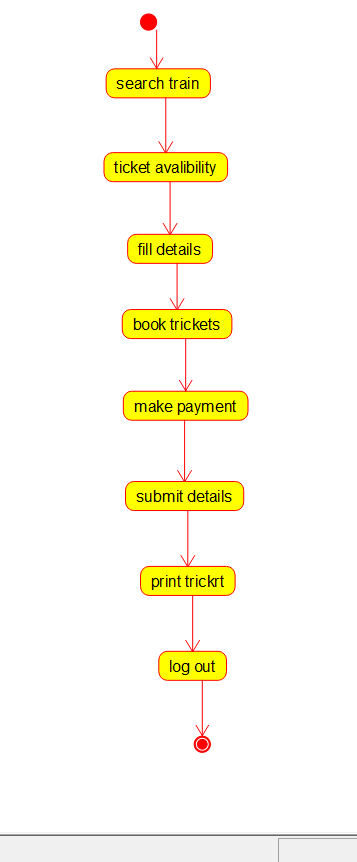 search train
ticket avalibility
fill details
book trickets
make payment
submit details
print trickrt
log out